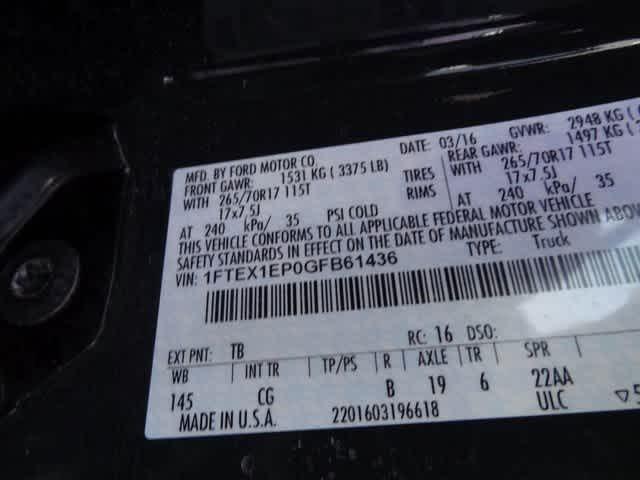 MFD. BY FORD MOTOR CO. DATE: 03/16 GVWR: 2948 KG (
FRONT GAWR: 1531 KG ( 3375 LB) REAR GAWR: 1497 KG (
WITH 265/70R17 115T TIRES WITH 265/70R17 115T
17x7.5J RIMS 17x7.5J
AT 240 kPa/ 35 PSI COLD AT 240 kPa/ 35
THIS VEHICLE CONFORMS TO ALL APPLICABLE FEDERAL MOTOR VEHICLE
SAFETY STANDARDS IN EFFECT ON THE DATE OF MANUFACTURE SHOWN ABOV
VIN: 1FTEX1EP0GFB61436 TYPE: Truck
EXT PNT: TB RC: 16 DSO:
WB INT TR TP/PS R AXLE TR SPR
145 CG B 19 6 22AA
MADE IN U.S.A. 2201603196618 ULC ▽5